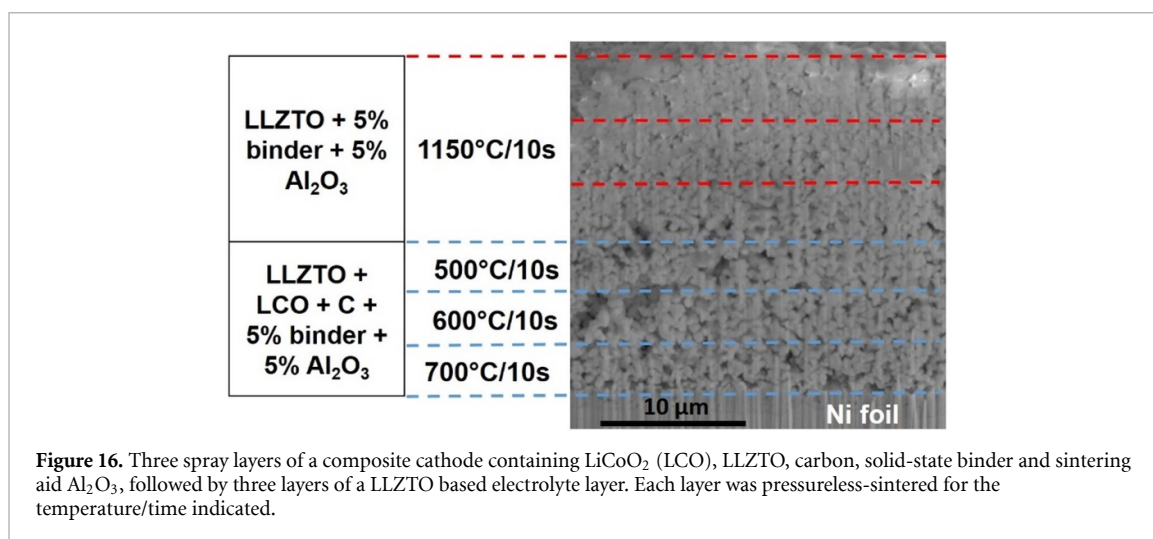 LLZTO + 5%
binder + 5%
Al₂O₃
1150°C/10s
LLZTO +
LCO + C +
5% binder +
5% Al₂O₃
500°C/10s
600°C/10s
700°C/10s
10 µm
Ni foil
Figure 16. Three spray layers of a composite cathode containing LiCoO₂ (LCO), LLZTO, carbon, solid-state binder and sintering
aid Al₂O₃, followed by three layers of a LLZTO based electrolyte layer. Each layer was pressureless-sintered for the
temperature/time indicated.